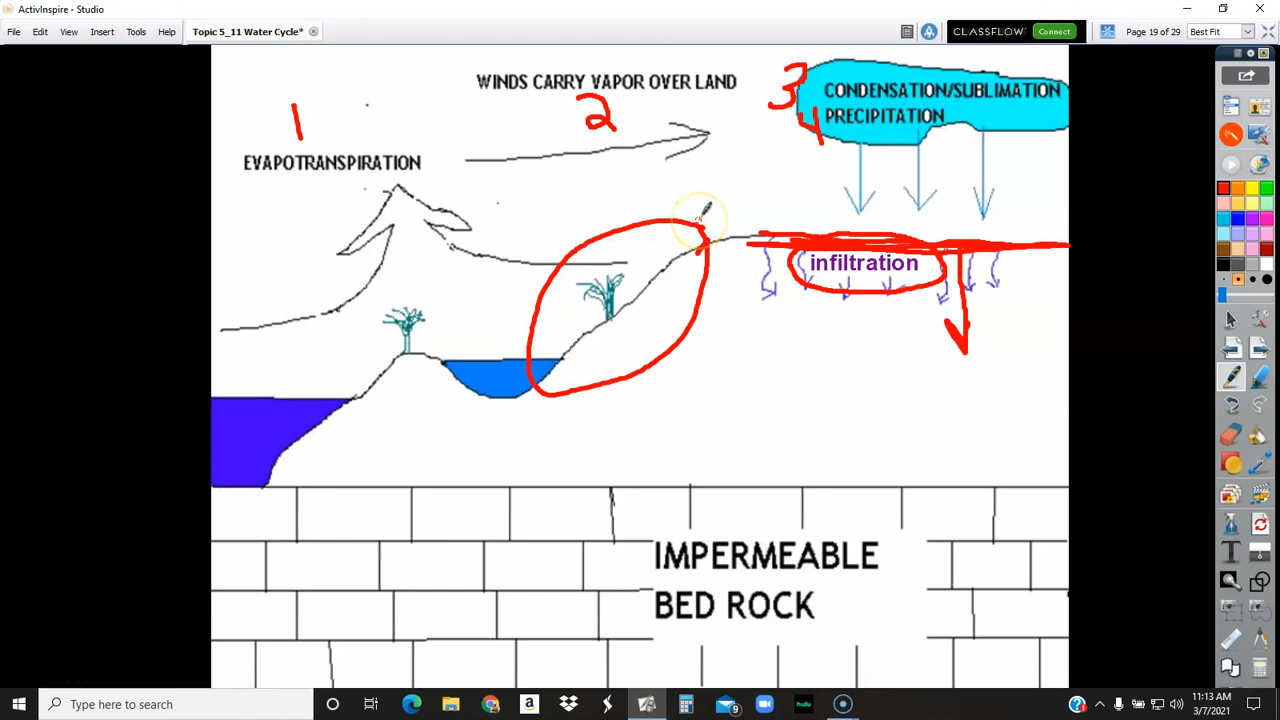 ActivInspire - Studio
File Edit View Insert Tools Help
Topic 5_11 Water Cycle*
CLASSFLOW Connect
Page 19 of 29
Best Fit
WINDS CARRY VAPOR OVER LAND
3
CONDENSATION/SUBLIMATION
1
2
4
PRECIPITATION
EVAPOTRANSPIRATION
infiltration
IMPERMEABLE
BED ROCK
Type here to search
a
9
hulu
11:13 AM
3/7/2021